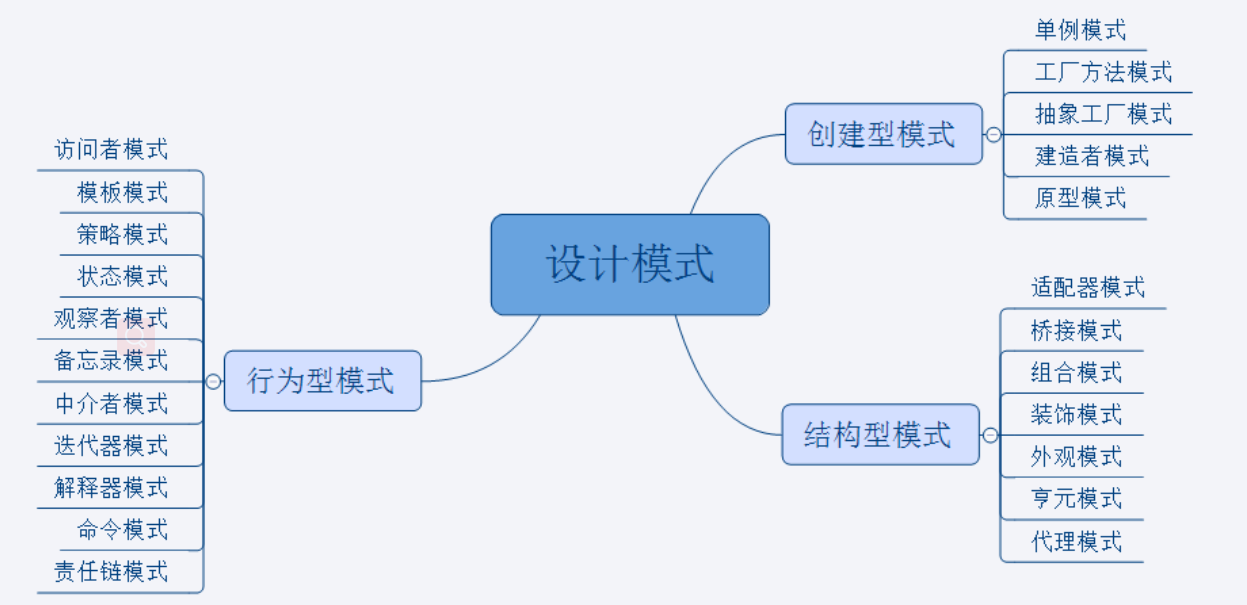 设计模式
创建型模式
单例模式
工厂方法模式
抽象工厂模式
建造者模式
原型模式
结构型模式
适配器模式
桥接模式
组合模式
装饰模式
外观模式
亨元模式
代理模式
行为型模式
访问者模式
模板模式
策略模式
状态模式
观察者模式
备忘录模式
中介者模式
迭代器模式
解释器模式
命令模式
责任链模式